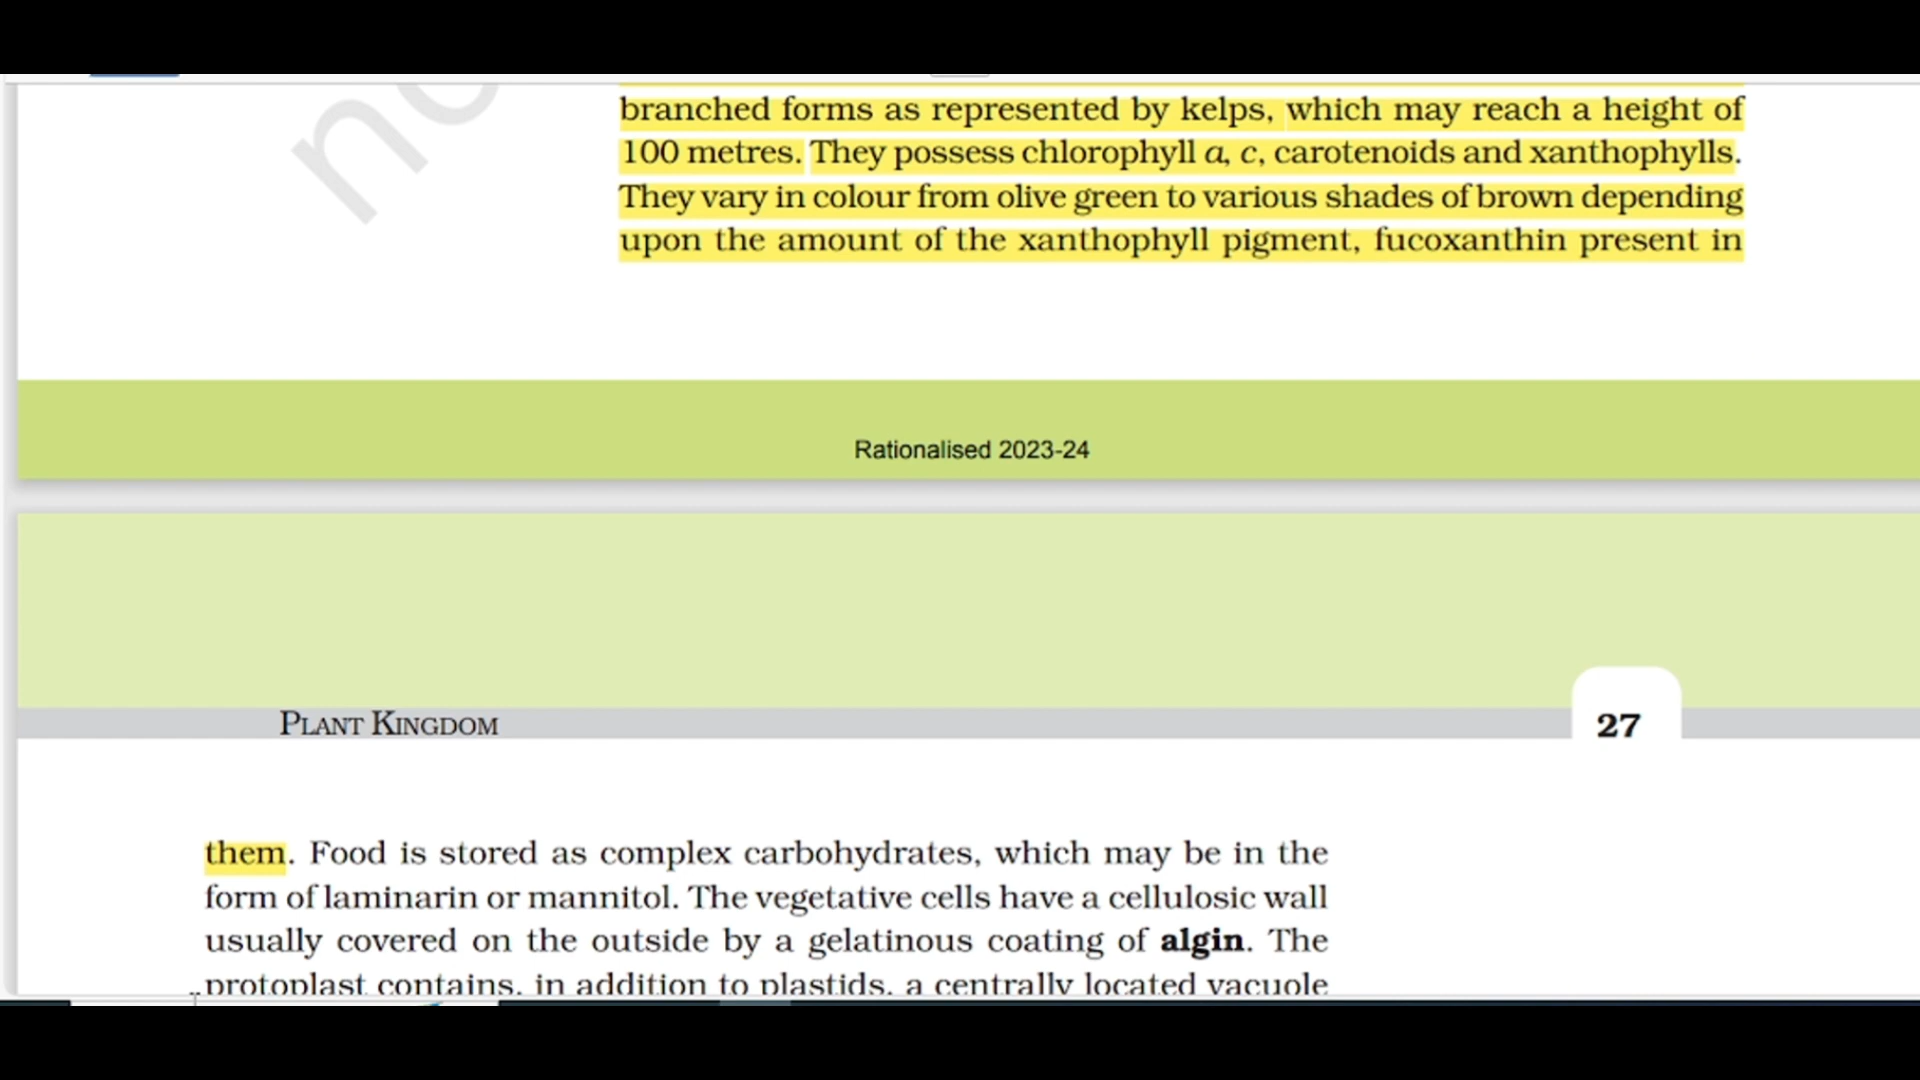 branched forms as represented by kelps, which may reach a height of
100 metres. They possess chlorophyll a, c, carotenoids and xanthophylls.
They vary in colour from olive green to various shades of brown depending
upon the amount of the xanthophyll pigment, fucoxanthin present in
Rationalised 2023-24
PLANT KINGDOM
27
them. Food is stored as complex carbohydrates, which may be in the
form of laminarin or mannitol. The vegetative cells have a cellulosic wall
usually covered on the outside by a gelatinous coating of algin. The
protoplast contains, in addition to plastids, a centrally located vacuole